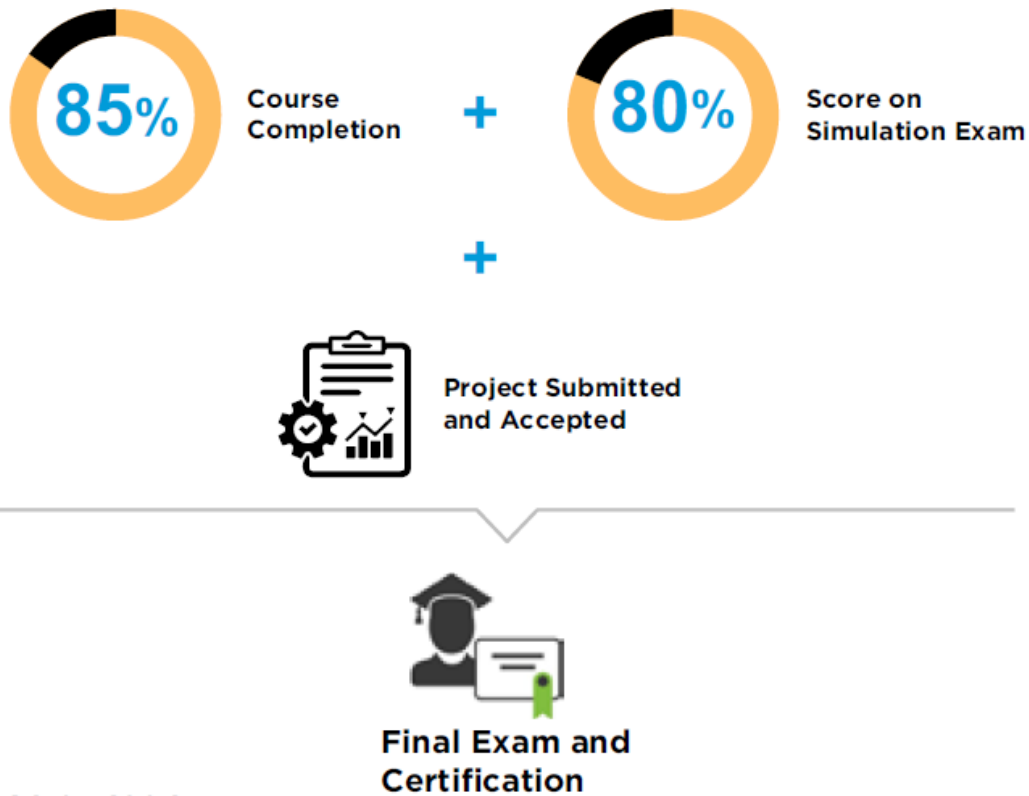 85%
Course
Completion
+
80%
Score on
Simulation Exam
+
Project Submitted
and Accepted
Final Exam and
Certification